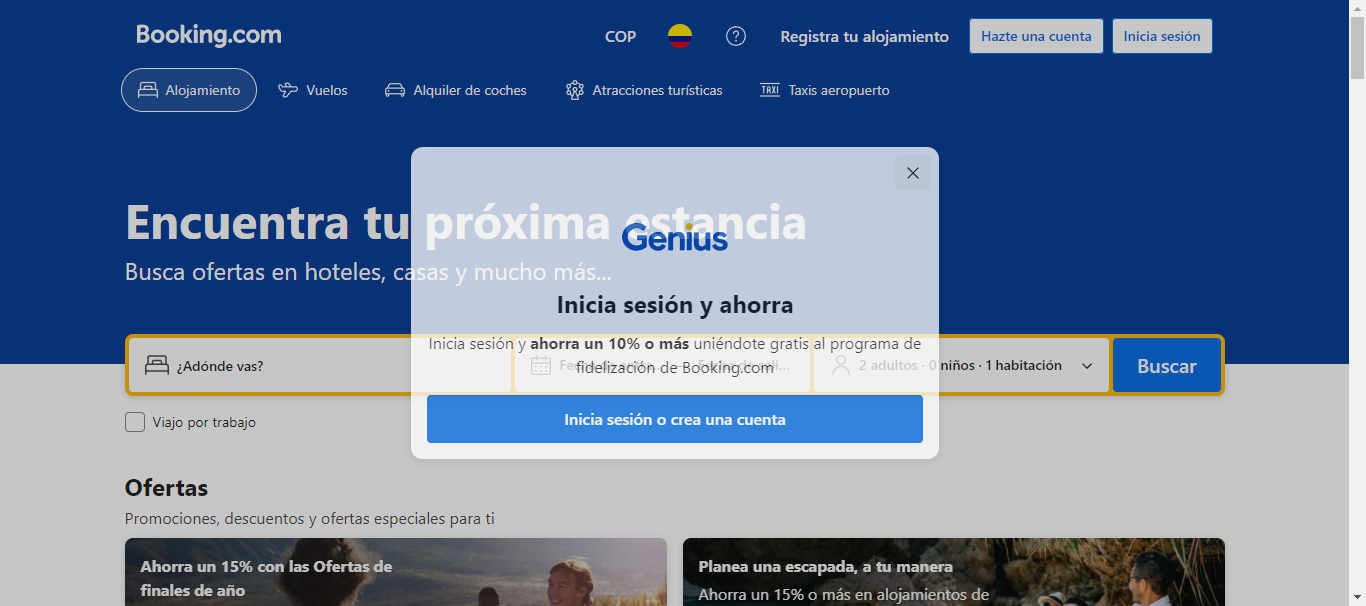 Booking.com
COP
Registra tu alojamiento
Hazte una cuenta
Inicia sesión
Alojamiento
Vuelos
Alquiler de coches
Atracciones turísticas
TAXI
Taxis aeropuerto
Encuentra tu próxima estancia
Busca ofertas en hoteles, casas y mucho más...
Genius
Inicia sesión y ahorra
Inicia sesión y ahorra un 10% o más uniéndote gratis al programa de
fidelización de Booking.com
Inicia sesión o crea una cuenta
¿Adónde vas?
2 adultos · 0 niños · 1 habitación
Buscar
Viajo por trabajo
Ofertas
Promociones, descuentos y ofertas especiales para ti
Ahorra un 15% con las Ofertas de
finales de año
Planea una escapada, a tu manera
Ahorra un 15% o más en alojamientos de